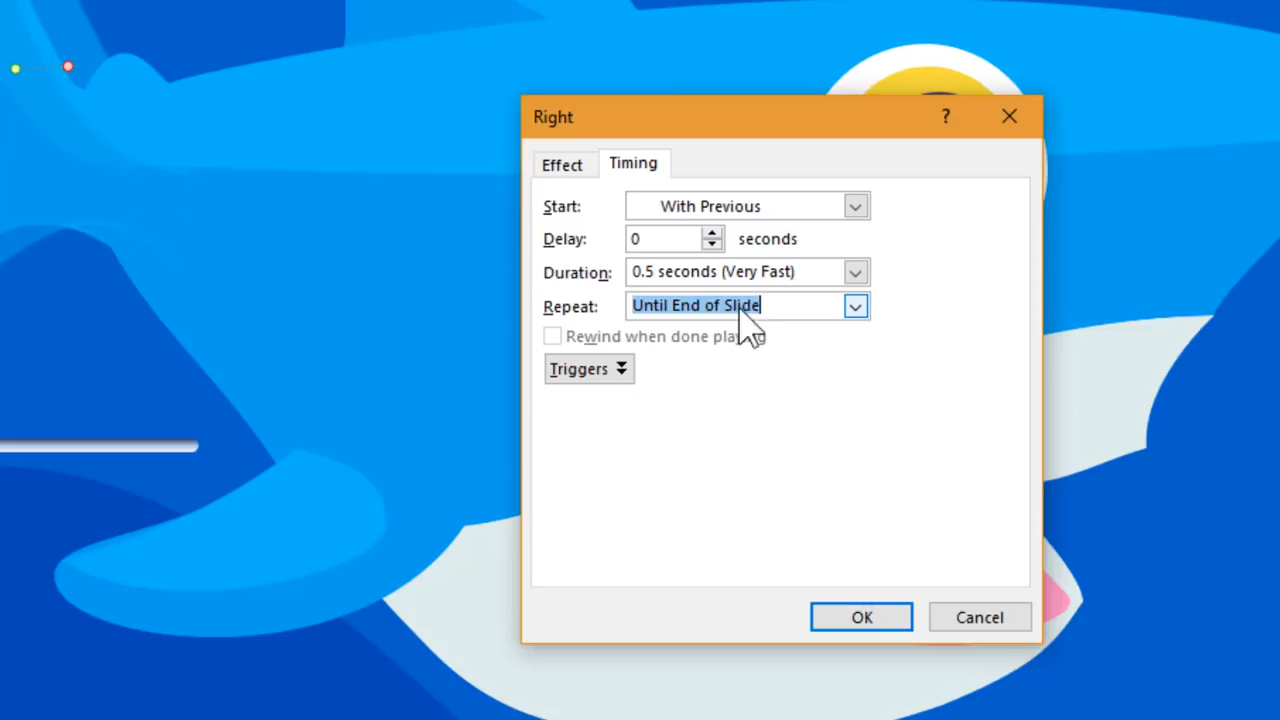 Right
?
Effect
Timing
Start:
With Previous
Delay:
0
seconds
Duration:
0.5 seconds (Very Fast)
Repeat:
Until End of Slide
Rewind when done
Triggers
OK
Cancel